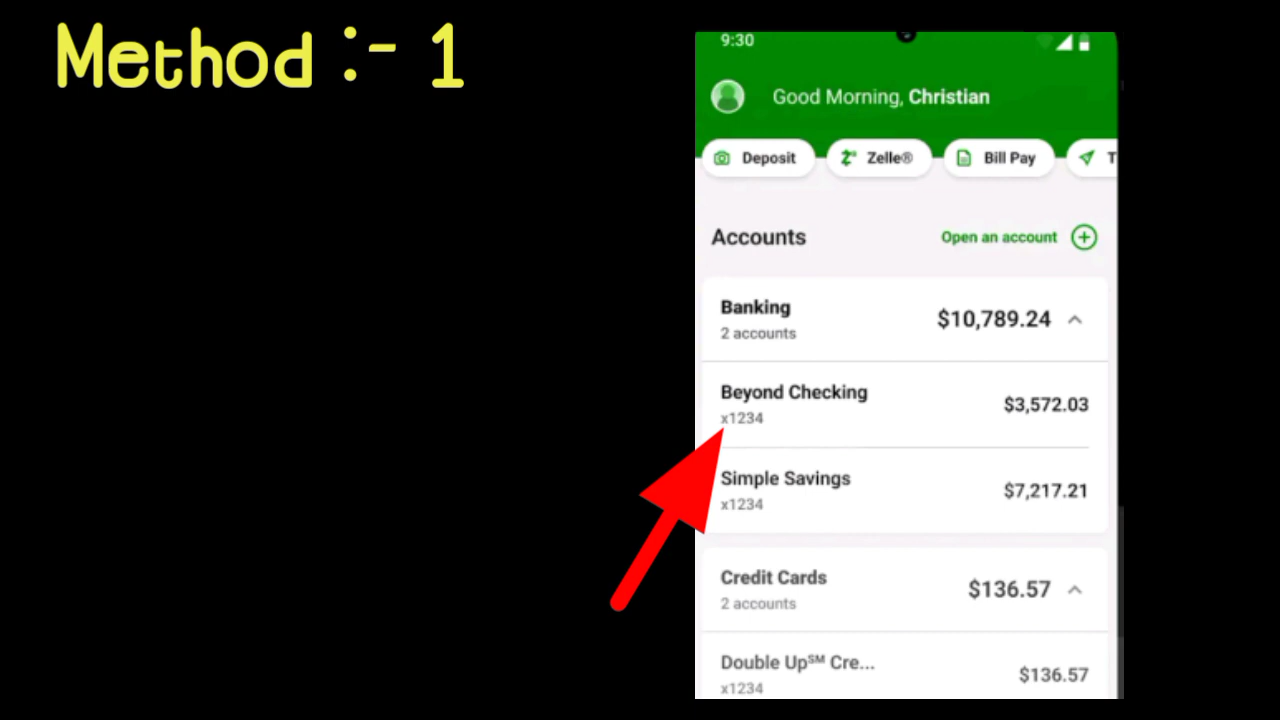 Method :- 1
9:30
Good Morning, Christian
Deposit
Zelle®
Bill Pay
T
Accounts
Open an account
Banking
$10,789.24
2 accounts
Beyond Checking
$3,572.03
x1234
Simple Savings
$7,217.21
x1234
Credit Cards
$136.57
2 accounts
Double Up℠ Cre...
$136.57
x1234